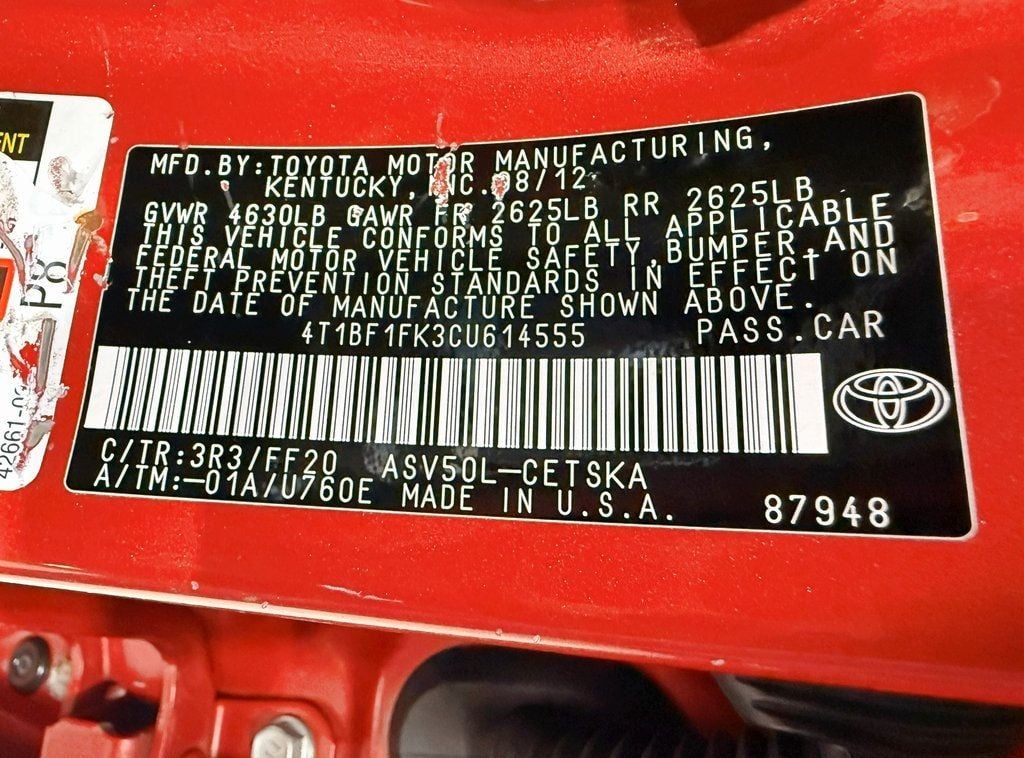 ENT
P8
MFD.BY:TOYOTA MOTOR MANUFACTURING,
KENTUCKY, INC. 08/12
GVWR 4630LB GAWR FR 2625LB RR 2625LB
THIS VEHICLE CONFORMS TO ALL APPLICABLE
FEDERAL MOTOR VEHICLE SAFETY,BUMPER,AND
THEFT PREVENTION STANDARDS IN EFFECT ON
THE DATE OF MANUFACTURE SHOWN ABOVE.
4T1BF1FK3CU614555 PASS.CAR
C/TR:3R3/FF20 ASV50L-CETSKA
A/TM:-01A/U760E MADE IN U.S.A. 87948